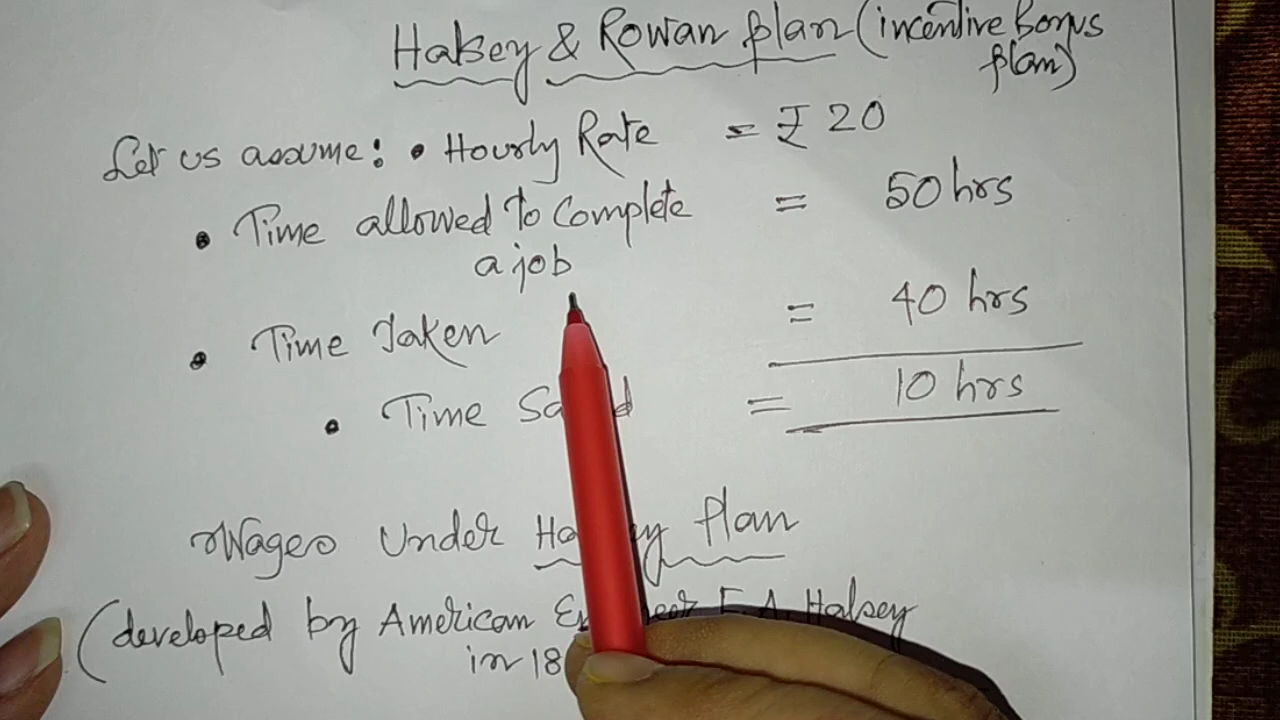 Halsey & Rowan plan (incentive Bonus
plan)
Let us assume: • Hourly Rate = ₹ 20
• Time allowed to Complete = 50 hrs
a job
• Time Taken = 40 hrs
• Time = 10 hrs
Wages Under Plan
(developed by American F.A Halsey
in 18